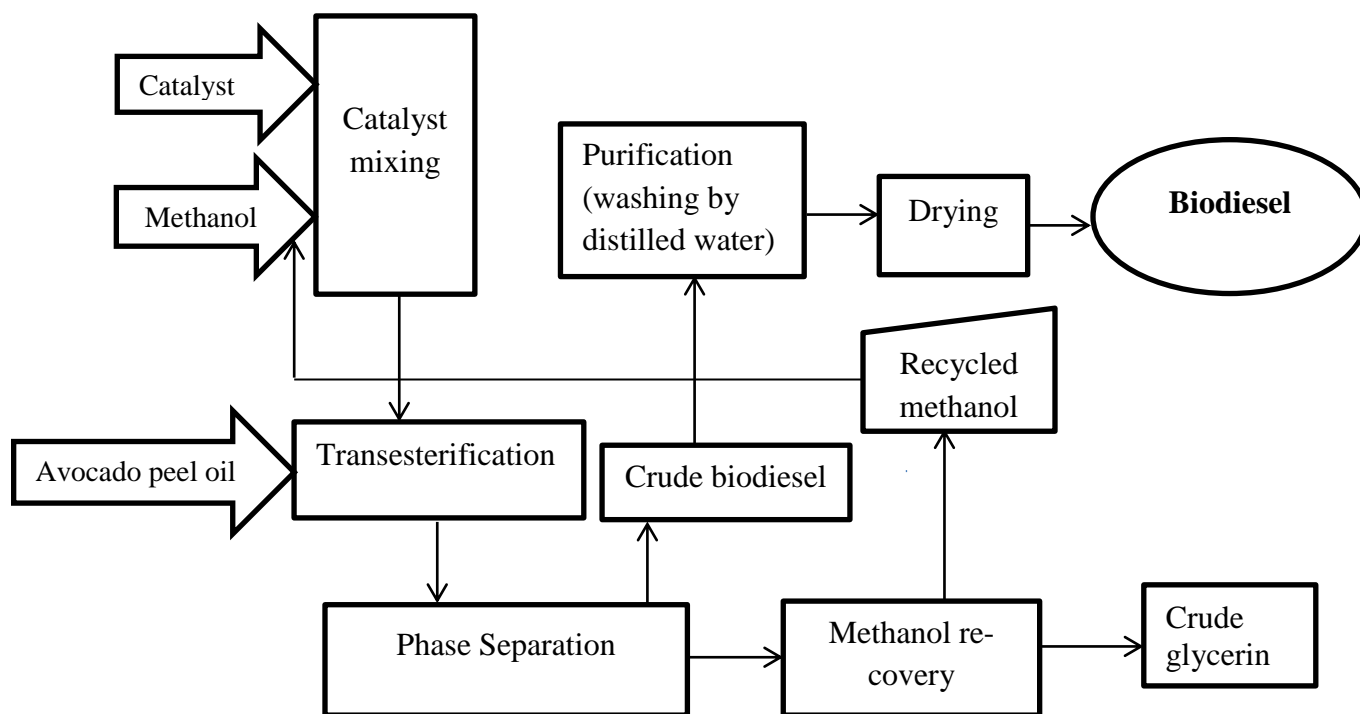 Catalyst
Methanol
Catalyst
mixing
Purification
(washing by
distilled water)
Drying
Biodiesel
Recycled
methanol
Avocado peel oil
Transesterification
Crude biodiesel
Phase Separation
Methanol re-
covery
Crude
glycerin